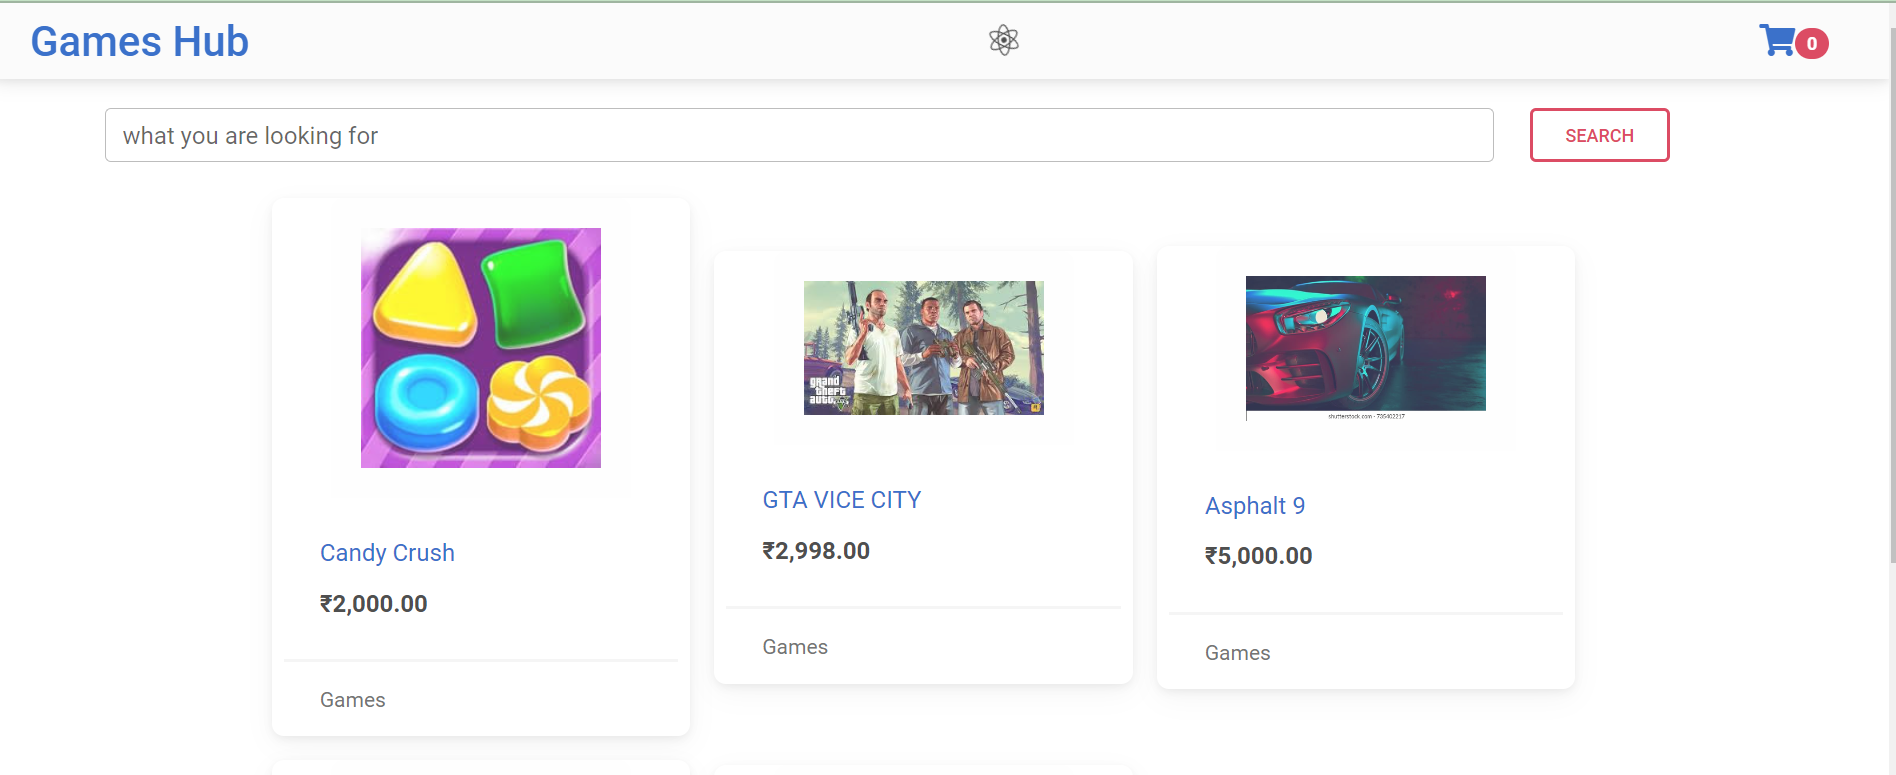 Games Hub
0
what you are looking for
SEARCH
Candy Crush
₹2,000.00
Games
grand
theft
auto V
GTA VICE CITY
₹2,998.00
Games
shutterstock.com · 735402217
Asphalt 9
₹5,000.00
Games